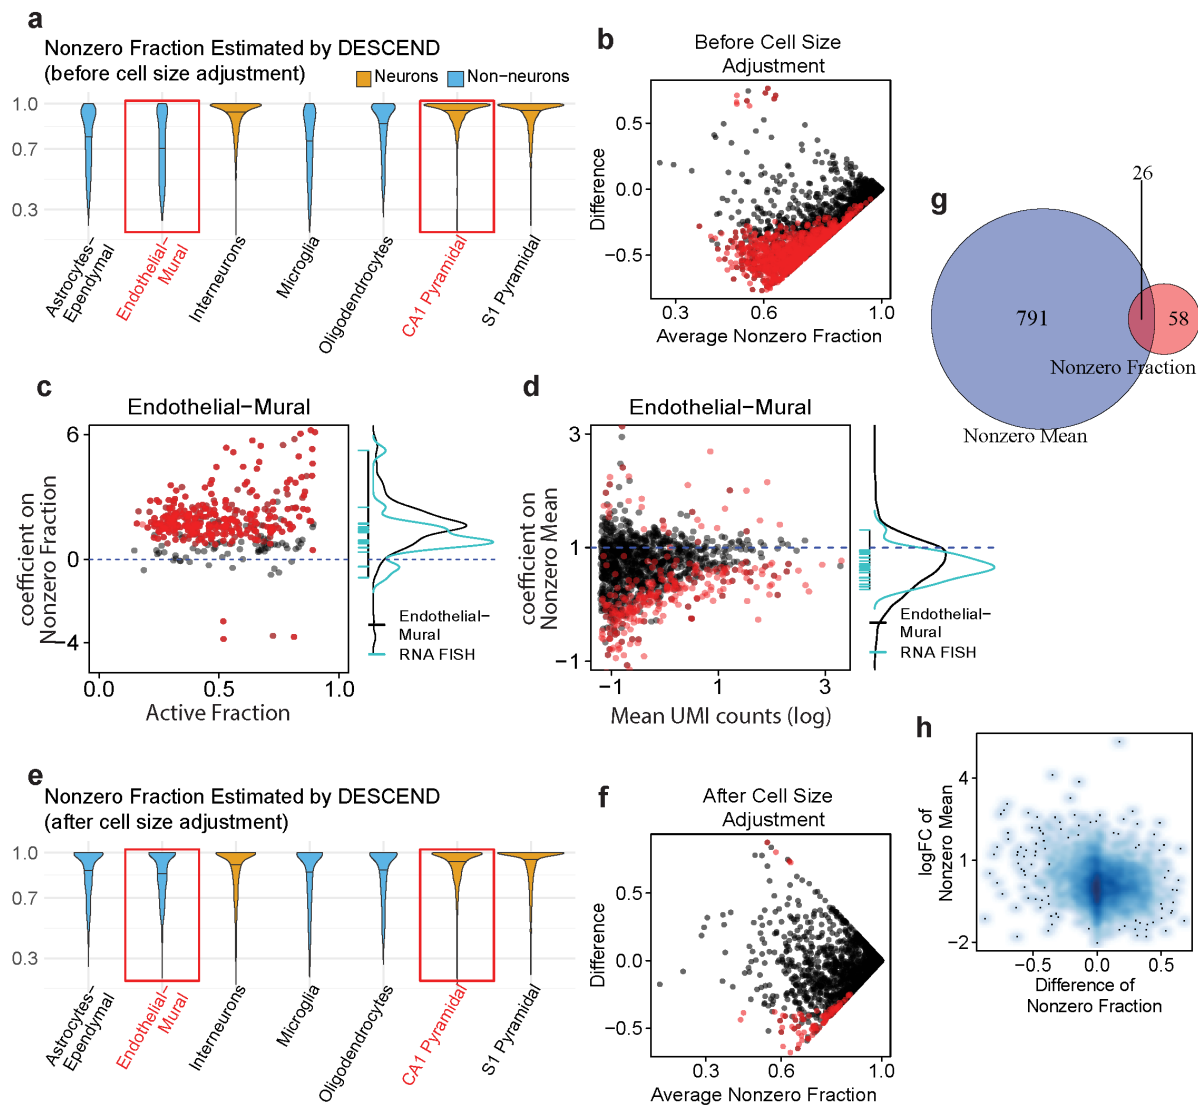 a
Nonzero Fraction Estimated by DESCEND
(before cell size adjustment)
Neurons
Non−neurons
1.0
0.7
0.3
Astrocytes−
Ependymal
Endothelial−
Mural
Interneurons
Microglia
Oligodendrocytes
CA1 Pyramidal
S1 Pyramidal
b
Before Cell Size
Adjustment
Difference
0.5
0.0
−0.5
0.3
0.6
1.0
Average Nonzero Fraction
g
26
791
58
Nonzero Fraction
Nonzero Mean
c
Endothelial−Mural
coefficient on
Nonzero Fraction
6
0
−4
0.0
0.5
1.0
Active Fraction
Endothelial−
Mural
RNA FISH
d
Endothelial−Mural
coefficient on
Nonzero Mean
3
1
−1
−1
1
3
Mean UMI counts (log)
Endothelial−
Mural
RNA FISH
e
Nonzero Fraction Estimated by DESCEND
(after cell size adjustment)
1.0
0.7
0.3
Astrocytes−
Ependymal
Endothelial−
Mural
Interneurons
Microglia
Oligodendrocytes
CA1 Pyramidal
S1 Pyramidal
f
After Cell Size
Adjustment
Difference
0.5
0.0
−0.5
0.3
0.6
1.0
Average Nonzero Fraction
h
logFC of
Nonzero Mean
4
1
−2
−0.5
0.0
0.5
Difference of
Nonzero Fraction